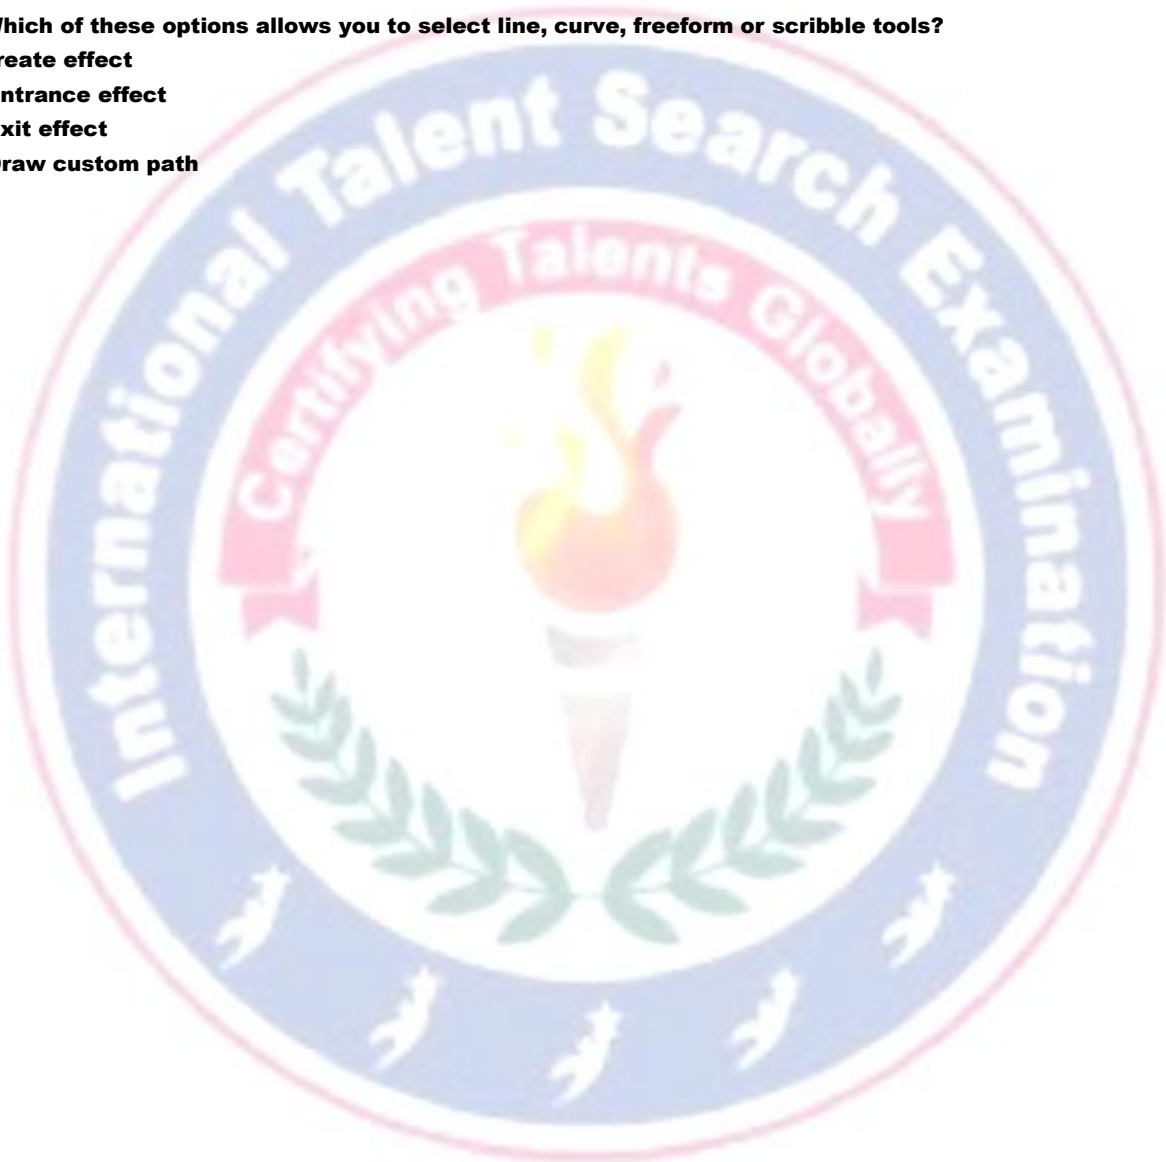 hich of these options allows you to select line, curve, freeform or scribble tools?
reate effect
ntrance effect
xit effect
raw custom path
International Talent Search Examination
Certifying Talents Globally